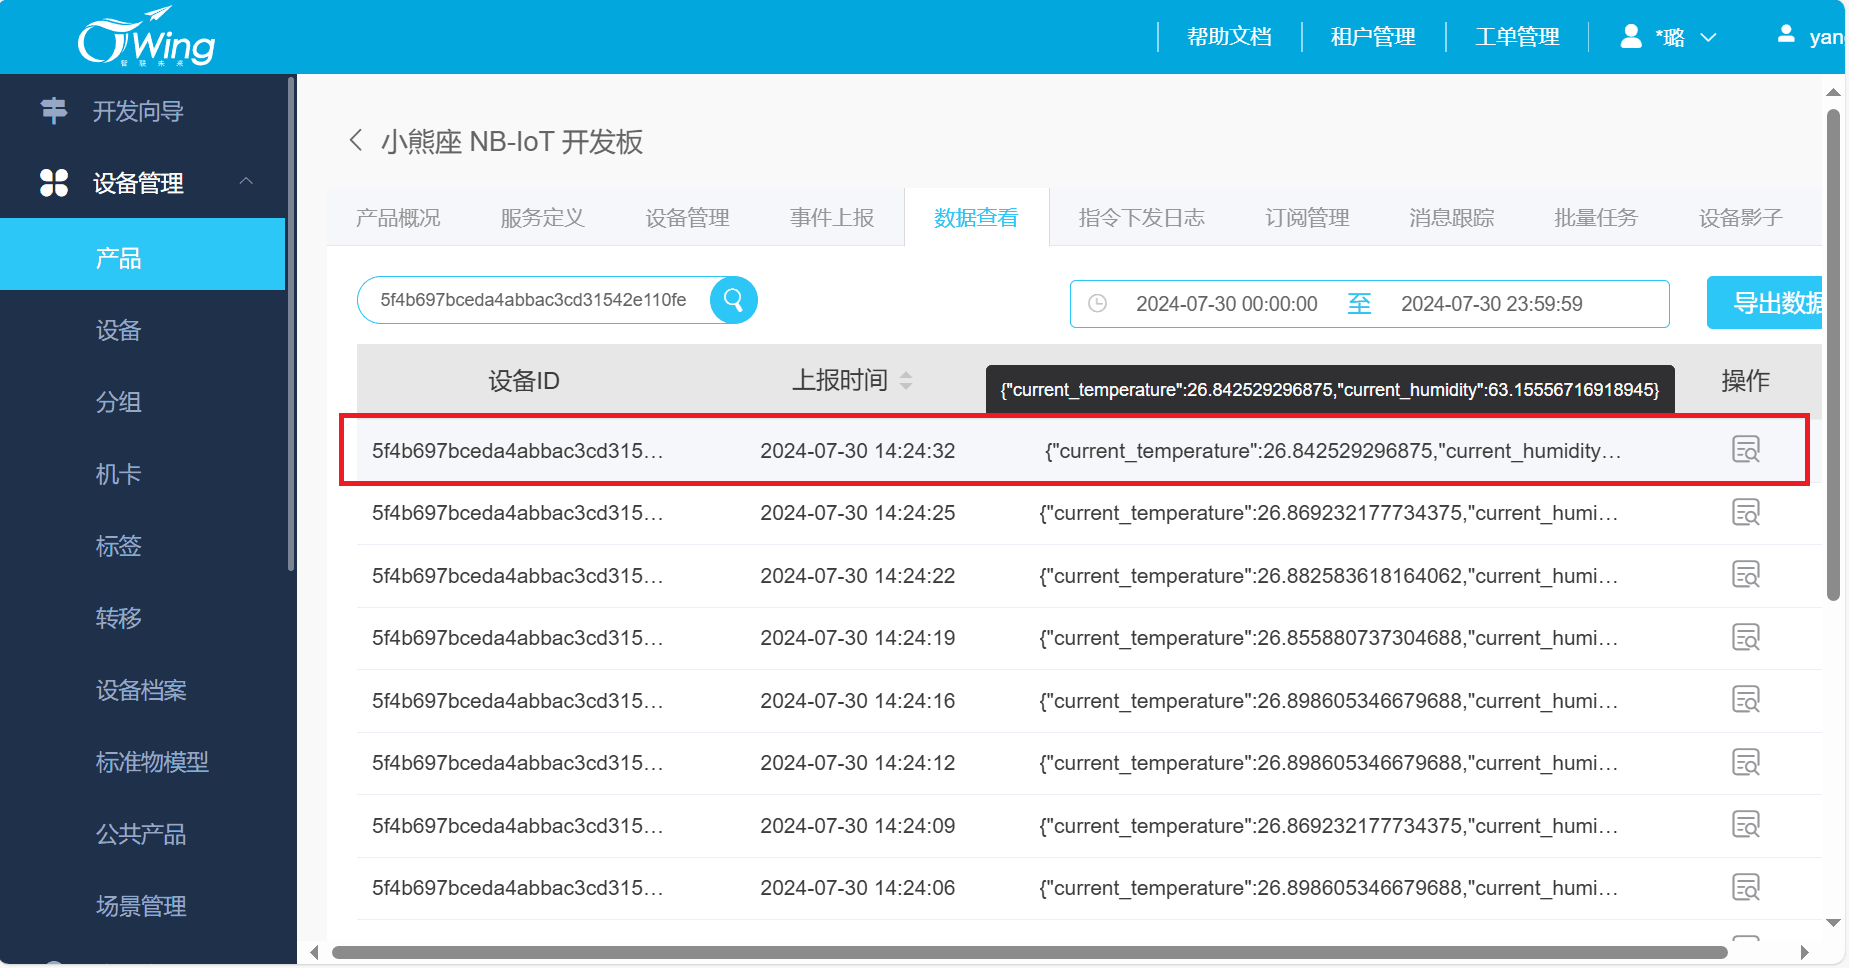 CTWing
智联未来
帮助文档
租户管理
工单管理
*璐
yan
开发向导
设备管理
产品
设备
分组
机卡
标签
转移
设备档案
标准物模型
公共产品
场景管理
小熊座 NB-IoT 开发板
产品概况
服务定义
设备管理
事件上报
数据查看
指令下发日志
订阅管理
消息跟踪
批量任务
设备影子
5f4b697bceda4abbac3cd31542e110fe
2024-07-30 00:00:00 至 2024-07-30 23:59:59
导出数据
设备ID 上报时间 操作
{"current_temperature":26.842529296875,"current_humidity":63.15556716918945}
5f4b697bceda4abbac3cd315... 2024-07-30 14:24:32 {"current_temperature":26.842529296875,"current_humidity...
5f4b697bceda4abbac3cd315... 2024-07-30 14:24:25 {"current_temperature":26.869232177734375,"current_humi...
5f4b697bceda4abbac3cd315... 2024-07-30 14:24:22 {"current_temperature":26.882583618164062,"current_humi...
5f4b697bceda4abbac3cd315... 2024-07-30 14:24:19 {"current_temperature":26.855880737304688,"current_humi...
5f4b697bceda4abbac3cd315... 2024-07-30 14:24:16 {"current_temperature":26.898605346679688,"current_humi...
5f4b697bceda4abbac3cd315... 2024-07-30 14:24:12 {"current_temperature":26.898605346679688,"current_humi...
5f4b697bceda4abbac3cd315... 2024-07-30 14:24:09 {"current_temperature":26.869232177734375,"current_humi...
5f4b697bceda4abbac3cd315... 2024-07-30 14:24:06 {"current_temperature":26.898605346679688,"current_humi...